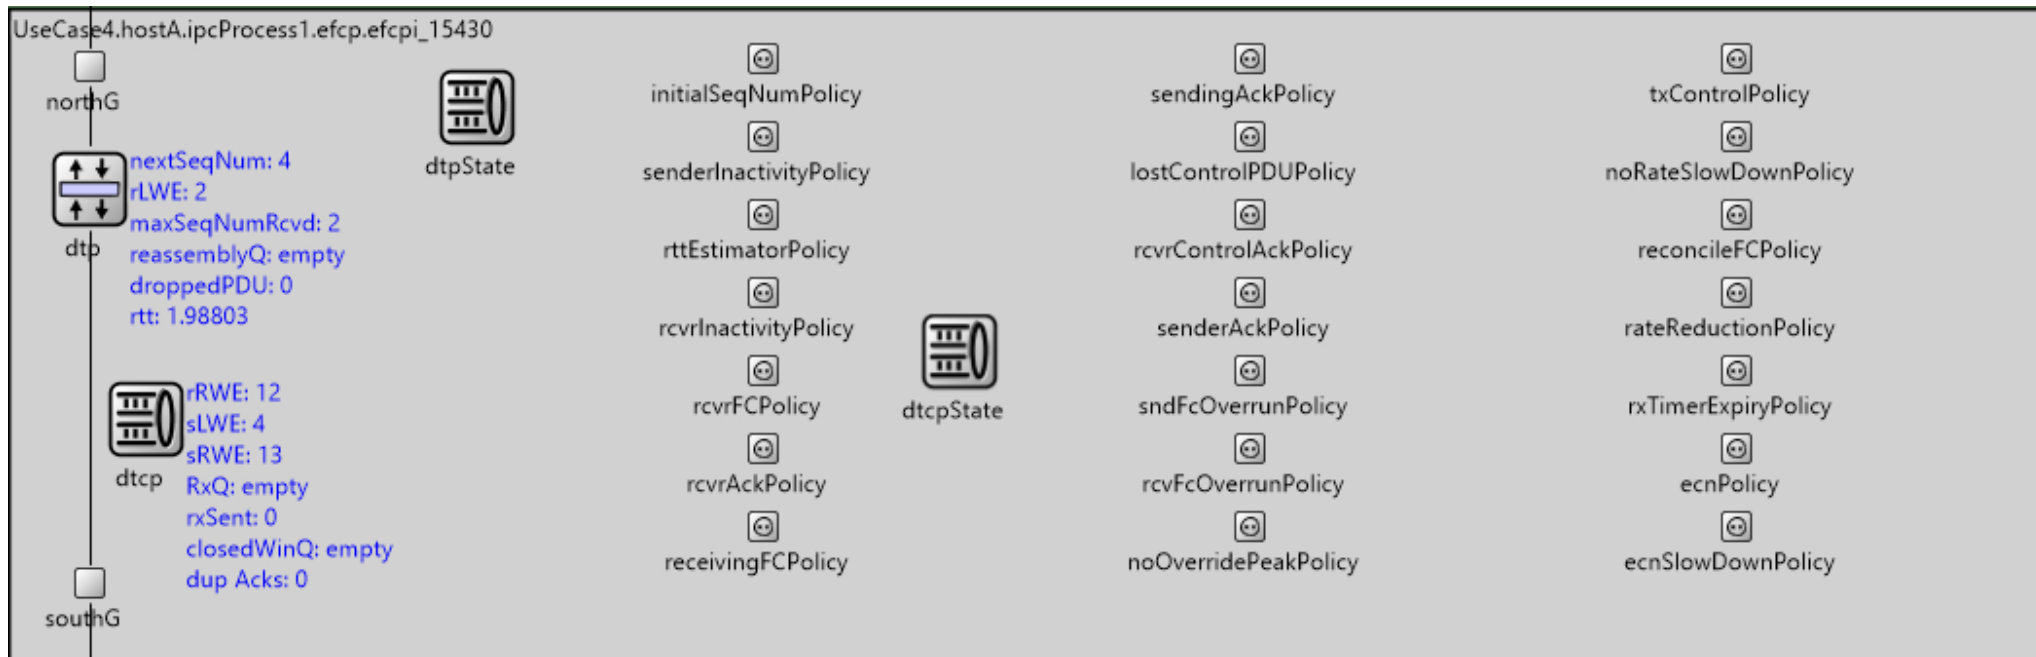 UseCase4.hostA.ipcProcess1.efcp.efcpi_15430
northG
dtpState
nextSeqNum: 4
rLWE: 2
maxSeqNumRcvd: 2
reassemblyQ: empty
droppedPDU: 0
rtt: 1.98803
dtp
rRWE: 12
sLWE: 4
sRWE: 13
RxQ: empty
rxSent: 0
closedWinQ: empty
dup Acks: 0
dtcp
southG
initialSeqNumPolicy
senderInactivityPolicy
rttEstimatorPolicy
rcvrInactivityPolicy
rcvrFCPolicy
rcvrAckPolicy
receivingFCPolicy
dtcpState
sendingAckPolicy
lostControlPDUPolicy
rcvrControlAckPolicy
senderAckPolicy
sndFcOverrunPolicy
rcvFcOverrunPolicy
noOverridePeakPolicy
txControlPolicy
noRateSlowDownPolicy
reconcileFCPolicy
rateReductionPolicy
rxTimerExpiryPolicy
ecnPolicy
ecnSlowDownPolicy